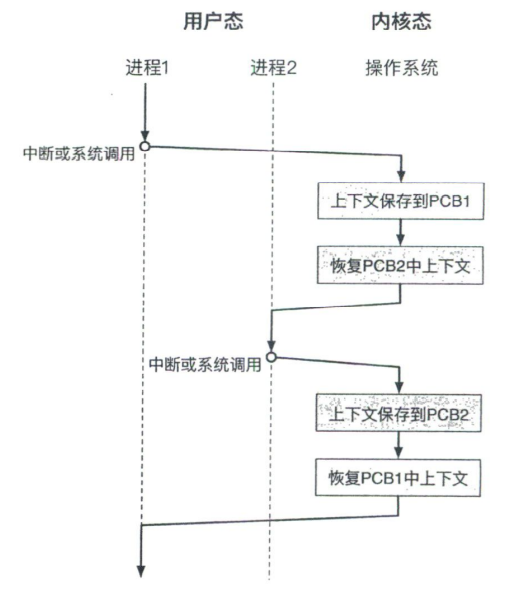 用户态 内核态
进程1 进程2 操作系统
中断或系统调用
上下文保存到PCB1
恢复PCB2中上下文
中断或系统调用
上下文保存到PCB2
恢复PCB1中上下文